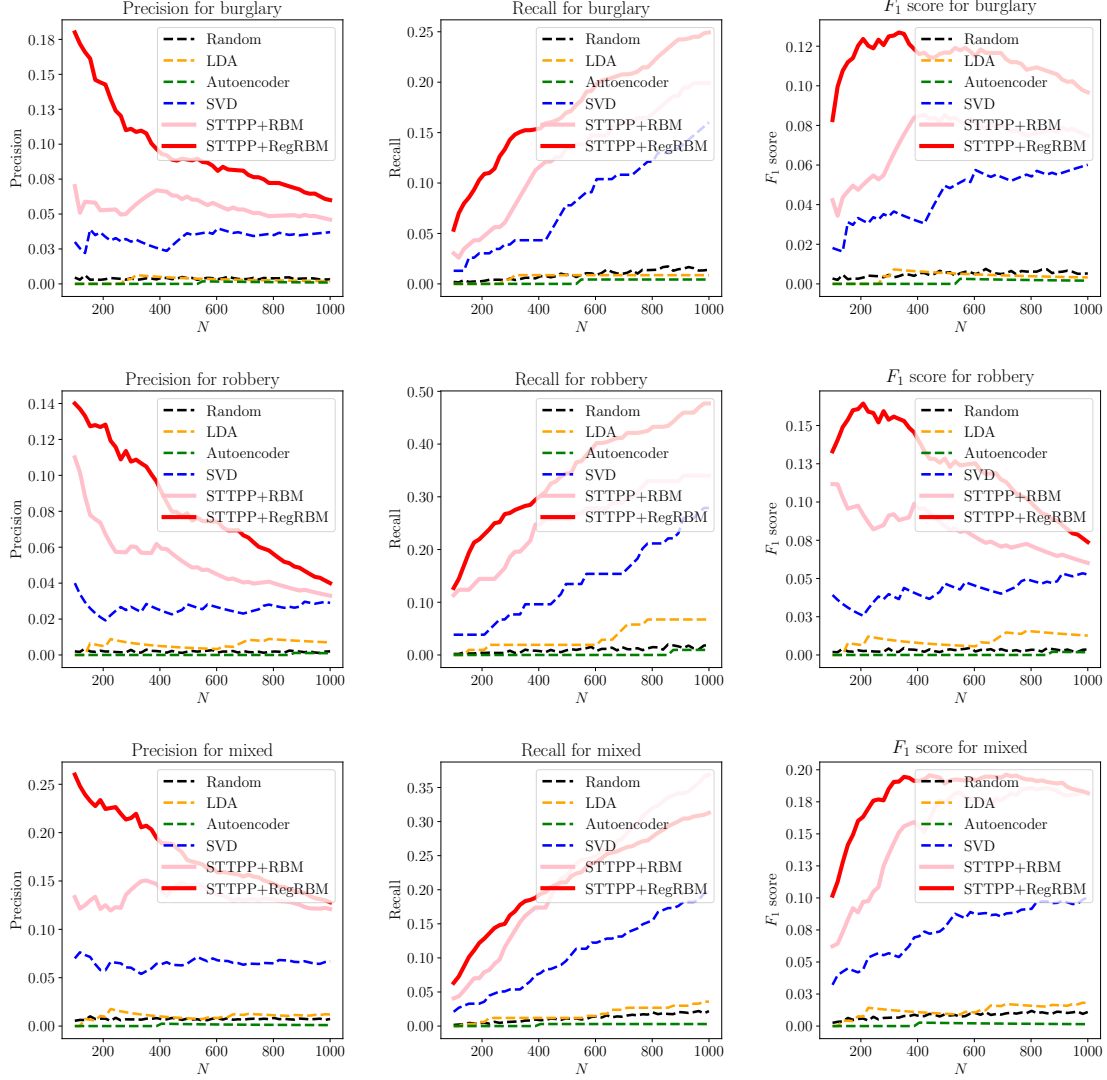 Precision for burglary
Precision
0.18
0.15
0.13
0.10
0.08
0.05
0.03
0.00
Random
LDA
Autoencoder
SVD
STTPP+RBM
STTPP+RegRBM
200 400 600 800 1000
N
Recall for burglary
Recall
0.25
0.20
0.15
0.10
0.05
0.00
Random
LDA
Autoencoder
SVD
STTPP+RBM
STTPP+RegRBM
200 400 600 800 1000
N
F₁ score for burglary
F₁ score
0.12
0.10
0.08
0.06
0.04
0.02
0.00
Random
LDA
Autoencoder
SVD
STTPP+RBM
STTPP+RegRBM
200 400 600 800 1000
N
Precision for robbery
Precision
0.14
0.12
0.10
0.08
0.06
0.04
0.02
0.00
Random
LDA
Autoencoder
SVD
STTPP+RBM
STTPP+RegRBM
200 400 600 800 1000
N
Recall for robbery
Recall
0.50
0.40
0.30
0.20
0.10
0.00
Random
LDA
Autoencoder
SVD
STTPP+RBM
STTPP+RegRBM
200 400 600 800 1000
N
F₁ score for robbery
F₁ score
0.15
0.13
0.10
0.08
0.05
0.03
0.00
Random
LDA
Autoencoder
SVD
STTPP+RBM
STTPP+RegRBM
200 400 600 800 1000
N
Precision for mixed
Precision
0.25
0.20
0.15
0.10
0.05
0.00
Random
LDA
Autoencoder
SVD
STTPP+RBM
STTPP+RegRBM
200 400 600 800 1000
N
Recall for mixed
Recall
0.35
0.30
0.25
0.20
0.15
0.10
0.05
0.00
Random
LDA
Autoencoder
SVD
STTPP+RBM
STTPP+RegRBM
200 400 600 800 1000
N
F₁ score for mixed
F₁ score
0.20
0.18
0.15
0.13
0.10
0.08
0.05
0.03
0.00
Random
LDA
Autoencoder
SVD
STTPP+RBM
STTPP+RegRBM
200 400 600 800 1000
N